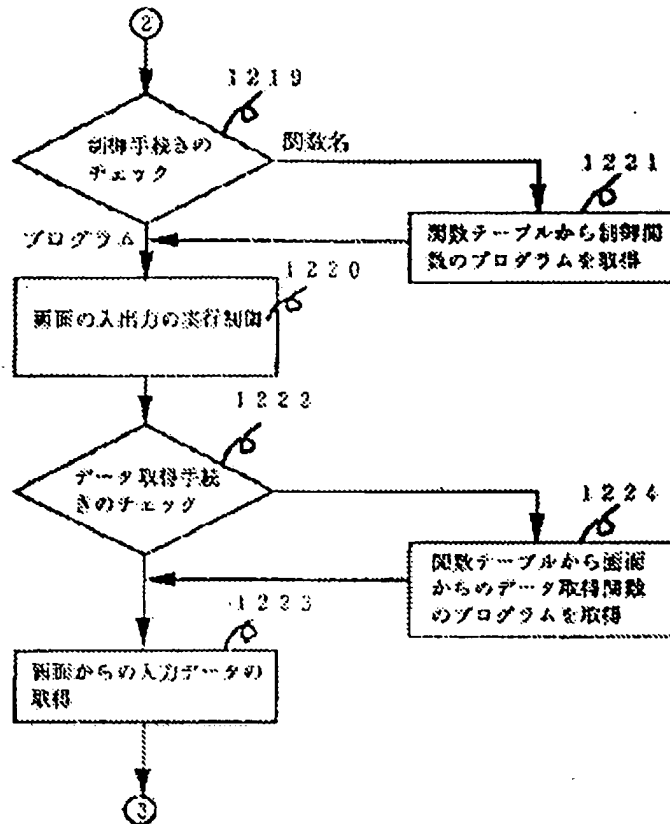 ②
1219
制御手続きの
チェック
関数名
1221
関数テーブルから制御関
数のプログラムを取得
プログラム
1220
画面の入出力の実行制御
1222
データ取得手続
きのチェック
1224
関数テーブルから画面
からのデータ取得関数
のプログラムを取得
1223
画面からの入力データの
取得
③